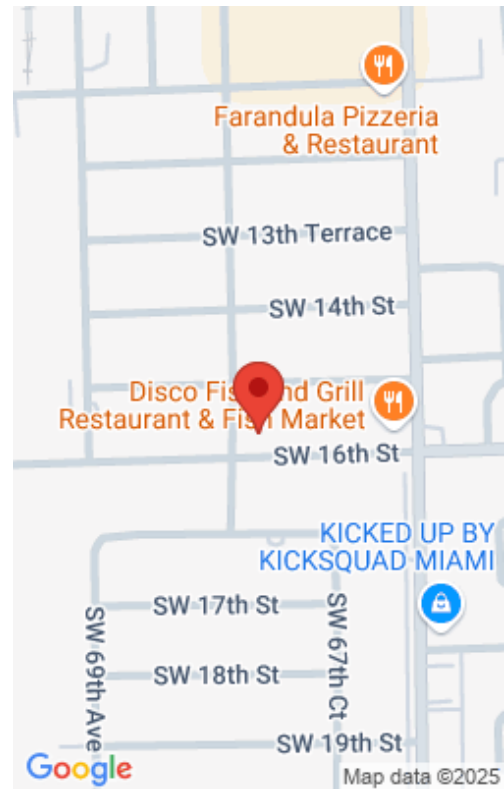 Farandula Pizzeria
& Restaurant
SW 13th Terrace
SW 14th St
Disco Fish and Grill
Restaurant & Fish Market
SW 16th St
KICKED UP BY
KICKSQUAD MIAMI
SW 17th St
SW 69th Ave
SW 67th Ct
SW 18th St
SW 19th St
Google
Map data ©2025